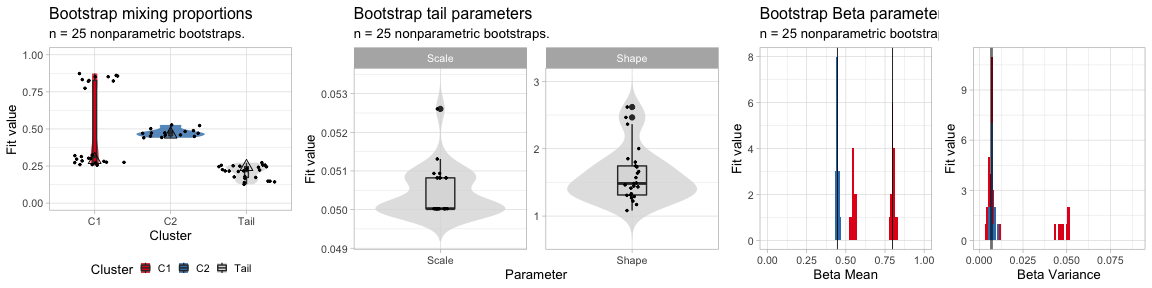 Bootstrap mixing proportions
n = 25 nonparametric bootstraps.
Fit value
1.00
0.75
0.50
0.25
0.00
C1
C2
Tail
Cluster
Cluster C1 C2 Tail
Bootstrap tail parameters
n = 25 nonparametric bootstraps.
Scale
Shape
Fit value
0.053
0.052
0.051
0.050
0.049
3
2
1
Scale
Shape
Parameter
Bootstrap Beta parameter
n = 25 nonparametric bootstrap
Fit value
8
6
4
2
0
0.00
0.25
0.50
0.75
1.00
Beta Mean
Fit value
9
6
3
0
0.000
0.025
0.050
0.075
Beta Variance